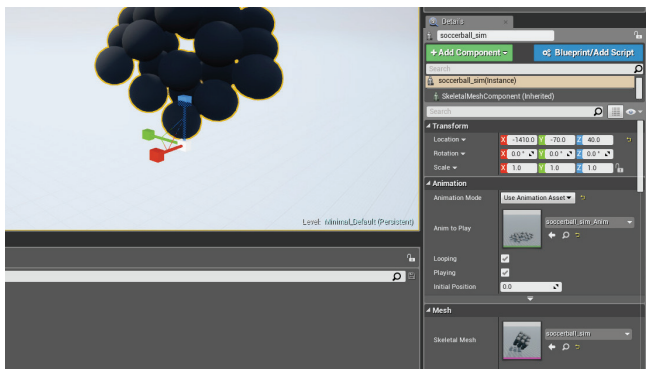 Details
soccerball_sim
+ Add Component
Blueprint/Add Script
Search
soccerball_sim(Instance)
SkeletalMeshComponent (Inherited)
Search
Transform
Location X -1410.0 Y -70.0 Z 40.0
Rotation X 0.0° Y 0.0° Z 0.0°
Scale X 1.0 Y 1.0 Z 1.0
Animation
Animation Mode Use Animation Asset
Anim to Play soccerball_sim_Anim
Looping
Playing
Initial Position 0.0
Mesh
Skeletal Mesh soccerball_sim
Level: Minimal_Default (Persistent)